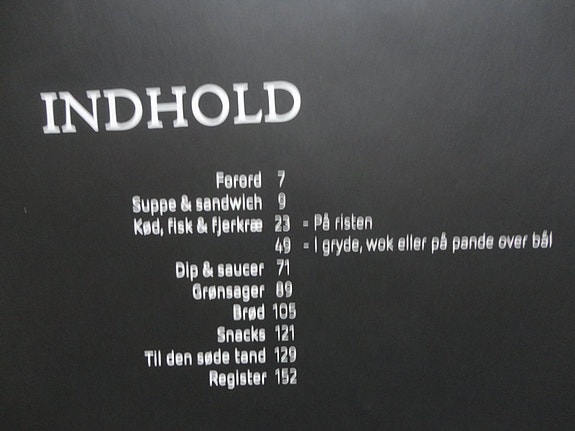 INDHOLD
Forord 7
Suppe & sandwich 9
Kød, fisk & fjerkræ 23 = På risten
49 = I gryde, wok eller på pande over bål
Dip & saucer 71
Grønsager 89
Brød 105
Snacks 121
Til den søde tand 129
Register 152